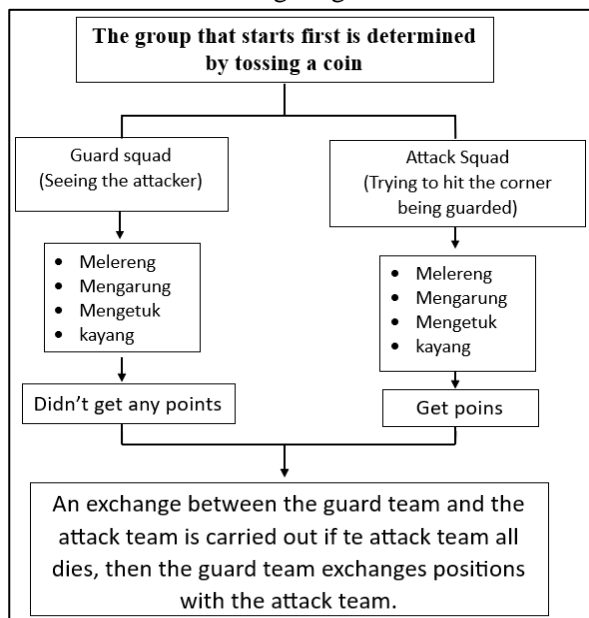 The group that starts first is determined
by tossing a coin
Guard squad
(Seeing the attacker)
Attack Squad
(Trying to hit the corner
being guarded)
• Melereng
• Mengarung
• Mengetuk
• kayang
• Melereng
• Mengarung
• Mengetuk
• kayang
Didn't get any points
Get poins
An exchange between the guard team and the
attack team is carried out if te attack team all
dies, then the guard team exchanges positions
with the attack team.